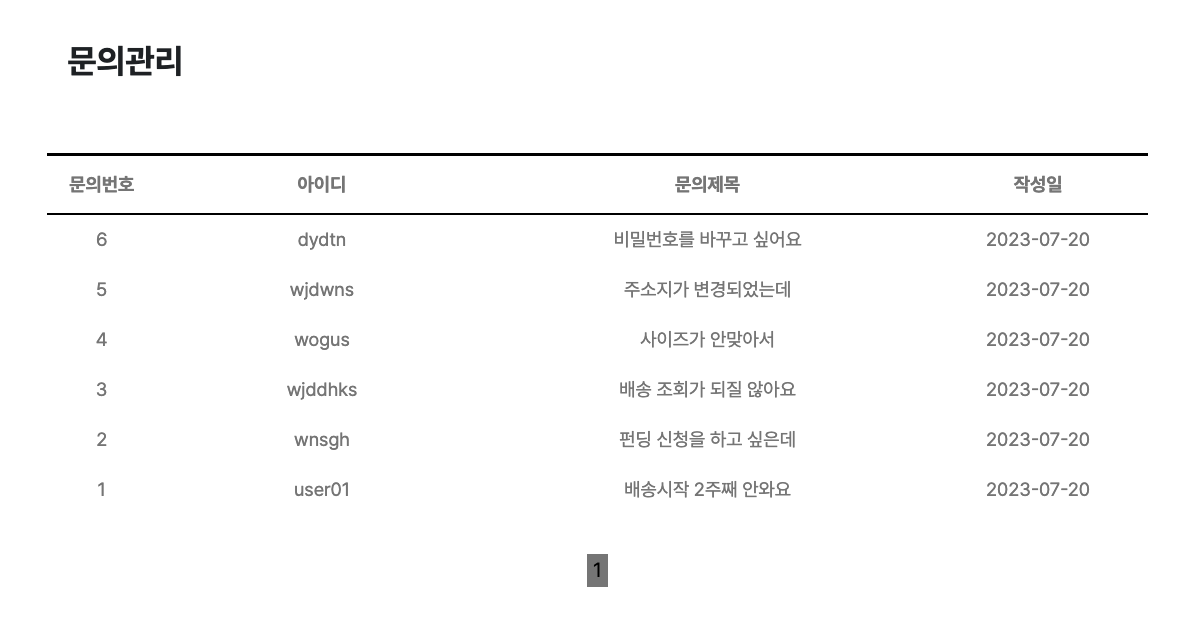 문의관리
문의번호 아이디 문의제목 작성일
6 dydtn 비밀번호를 바꾸고 싶어요 2023-07-20
5 wjdwns 주소지가 변경되었는데 2023-07-20
4 wogus 사이즈가 안맞아서 2023-07-20
3 wjddhks 배송 조회가 되질 않아요 2023-07-20
2 wnsgh 펀딩 신청을 하고 싶은데 2023-07-20
1 user01 배송시작 2주째 안와요 2023-07-20
1